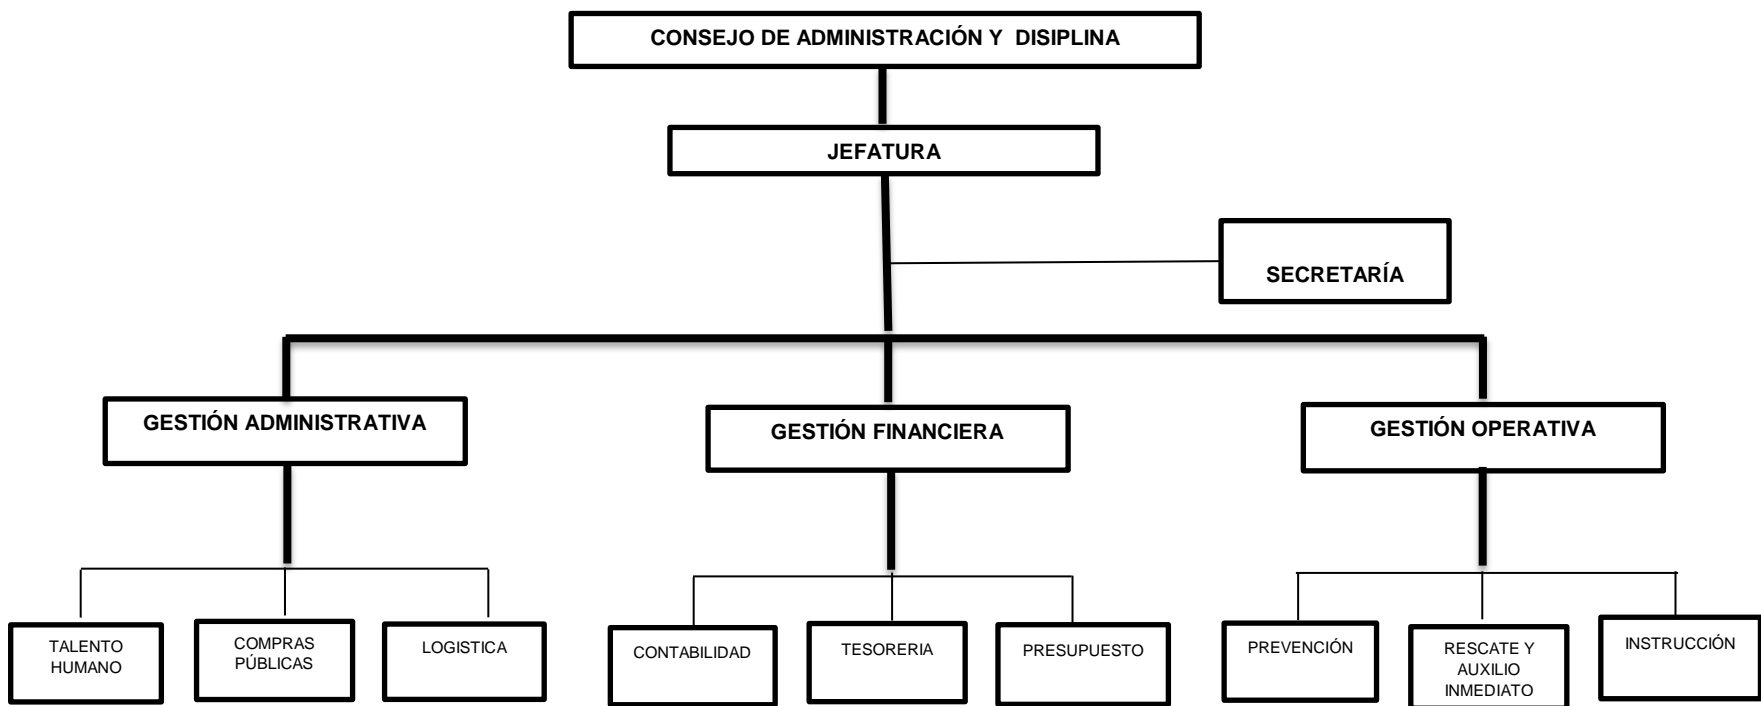 CONSEJO DE ADMINISTRACIÓN Y DISIPLINA
JEFATURA
SECRETARÍA
GESTIÓN ADMINISTRATIVA
GESTIÓN FINANCIERA
GESTIÓN OPERATIVA
TALENTO
HUMANO
COMPRAS
PÚBLICAS
LOGISTICA
CONTABILIDAD
TESORERIA
PRESUPUESTO
PREVENCIÓN
RESCATE Y
AUXILIO
INMEDIATO
INSTRUCCIÓN